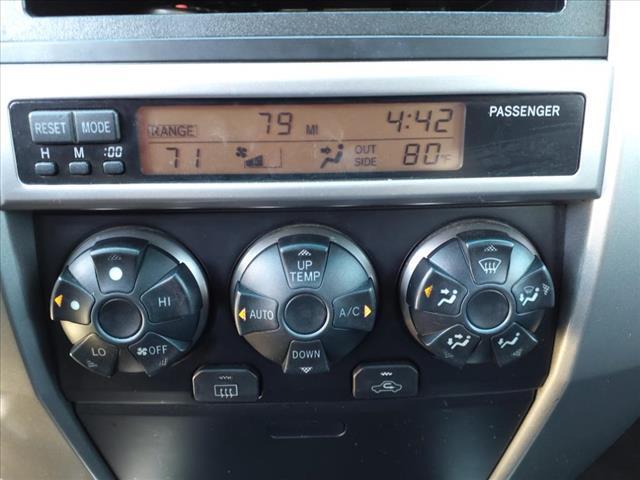 RESET MODE
H M :00
RANGE 79 MI 4:42
71 OUT SIDE 80°F
PASSENGER
HI
LO
OFF
UP
TEMP
AUTO
A/C
DOWN